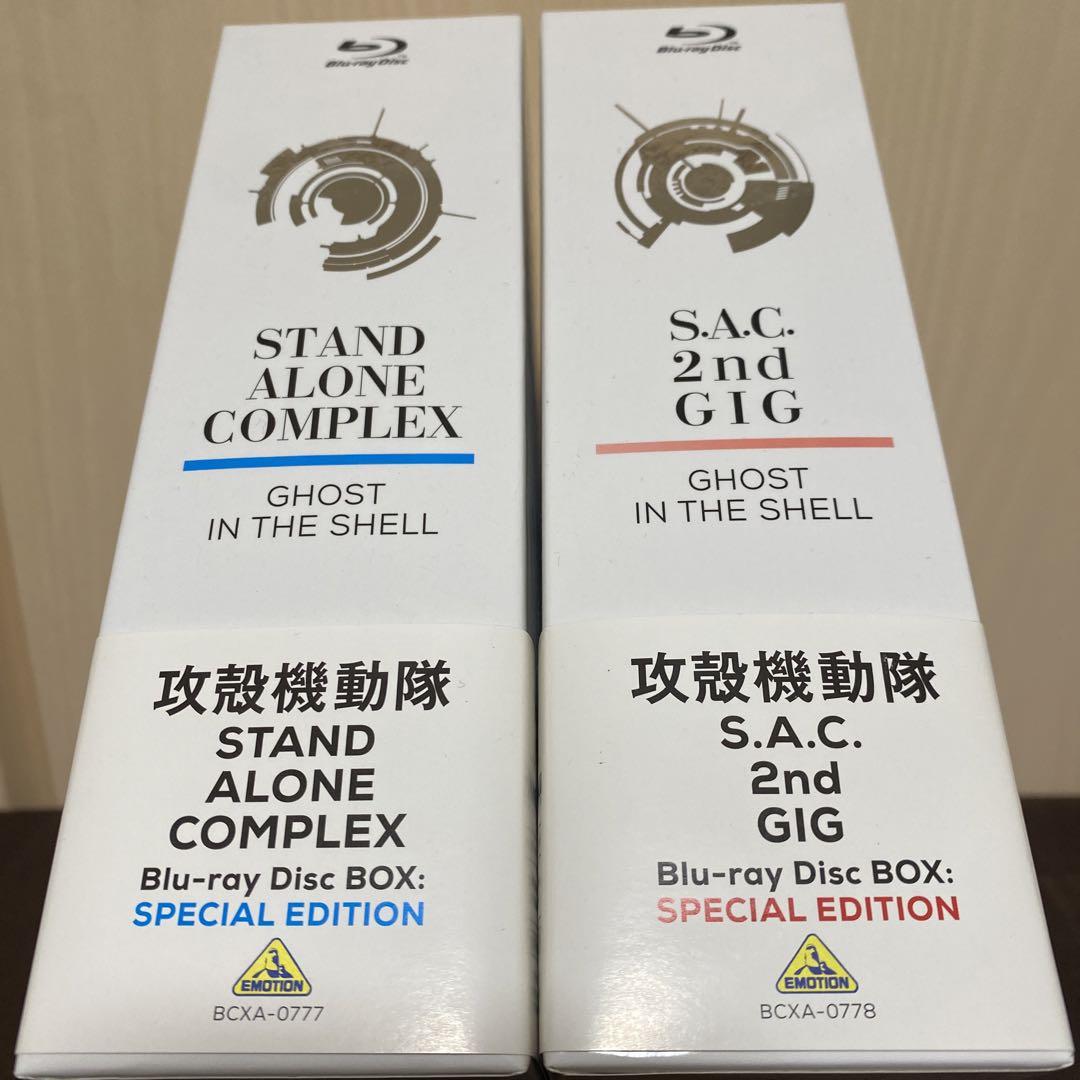 Blu-ray Disc
STAND
ALONE
COMPLEX
GHOST
IN THE SHELL
攻殻機動隊
STAND
ALONE
COMPLEX
Blu-ray Disc BOX:
SPECIAL EDITION
EMOTION
BCXA-0777
Blu-ray Disc
S.A.C.
2nd
GIG
GHOST
IN THE SHELL
攻殻機動隊
S.A.C.
2nd
GIG
Blu-ray Disc BOX:
SPECIAL EDITION
EMOTION
BCXA-0778